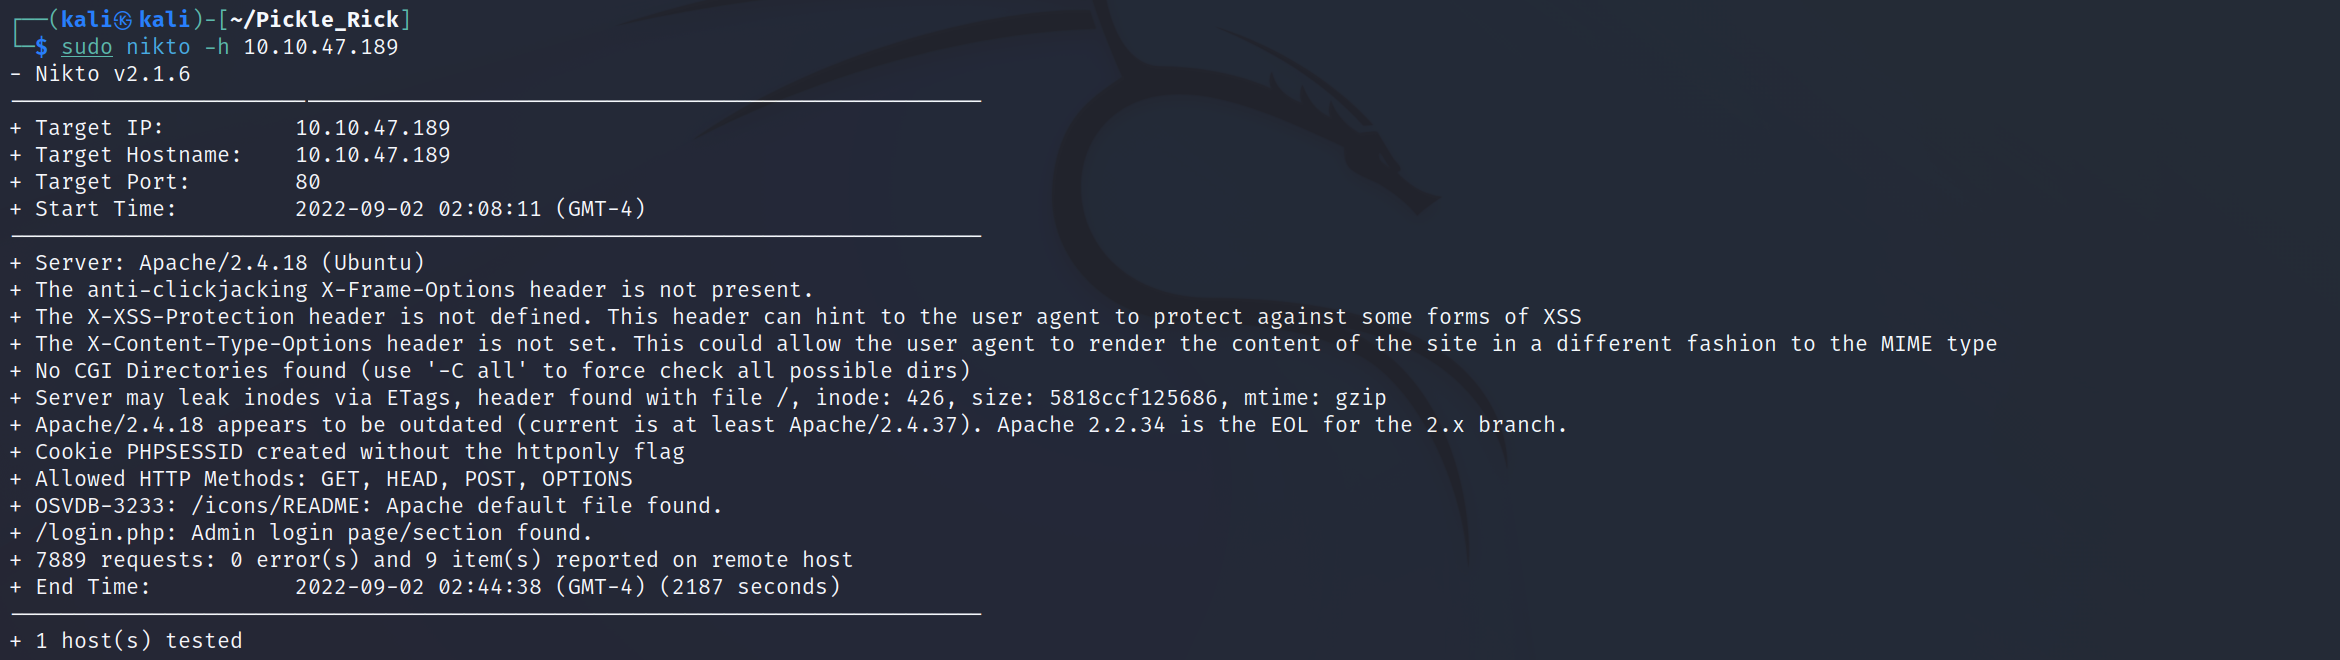 ┌──(kali㉿kali)-[~/Pickle_Rick]
└─$ sudo nikto -h 10.10.47.189
- Nikto v2.1.6
---------------------------------------------------------------------------
+ Target IP:          10.10.47.189
+ Target Hostname:    10.10.47.189
+ Target Port:        80
+ Start Time:         2022-09-02 02:08:11 (GMT-4)
---------------------------------------------------------------------------
+ Server: Apache/2.4.18 (Ubuntu)
+ The anti-clickjacking X-Frame-Options header is not present.
+ The X-XSS-Protection header is not defined. This header can hint to the user agent to protect against some forms of XSS
+ The X-Content-Type-Options header is not set. This could allow the user agent to render the content of the site in a different fashion to the MIME type
+ No CGI Directories found (use '-C all' to force check all possible dirs)
+ Server may leak inodes via ETags, header found with file /, inode: 426, size: 5818ccf125686, mtime: gzip
+ Apache/2.4.18 appears to be outdated (current is at least Apache/2.4.37). Apache 2.2.34 is the EOL for the 2.x branch.
+ Cookie PHPSESSID created without the httponly flag
+ Allowed HTTP Methods: GET, HEAD, POST, OPTIONS
+ OSVDB-3233: /icons/README: Apache default file found.
+ /login.php: Admin login page/section found.
+ 7889 requests: 0 error(s) and 9 item(s) reported on remote host
+ End Time:           2022-09-02 02:44:38 (GMT-4) (2187 seconds)
---------------------------------------------------------------------------
+ 1 host(s) tested